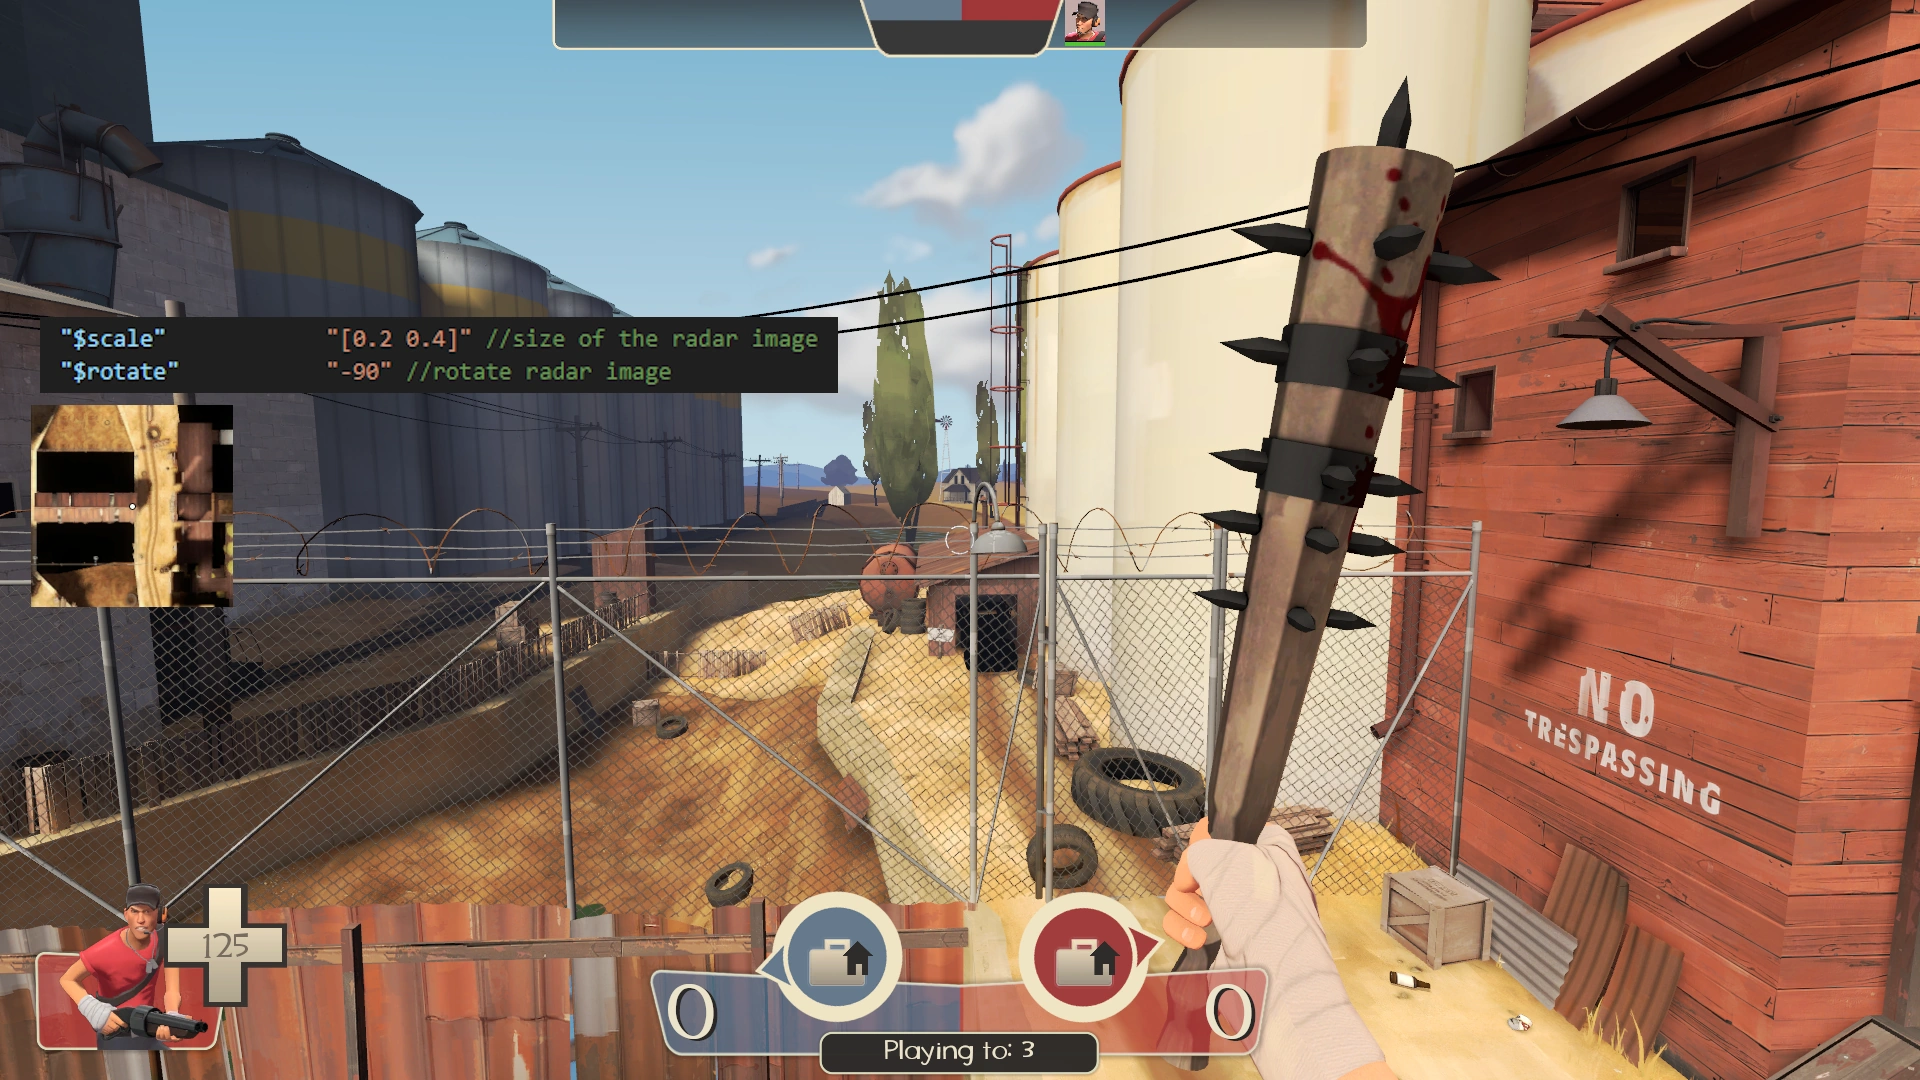 "$scale" "[0.2 0.4]" //size of the radar image
"$rotate" "-90" //rotate radar image
NO
TRESPASSING
125
0
0
Playing to: 3